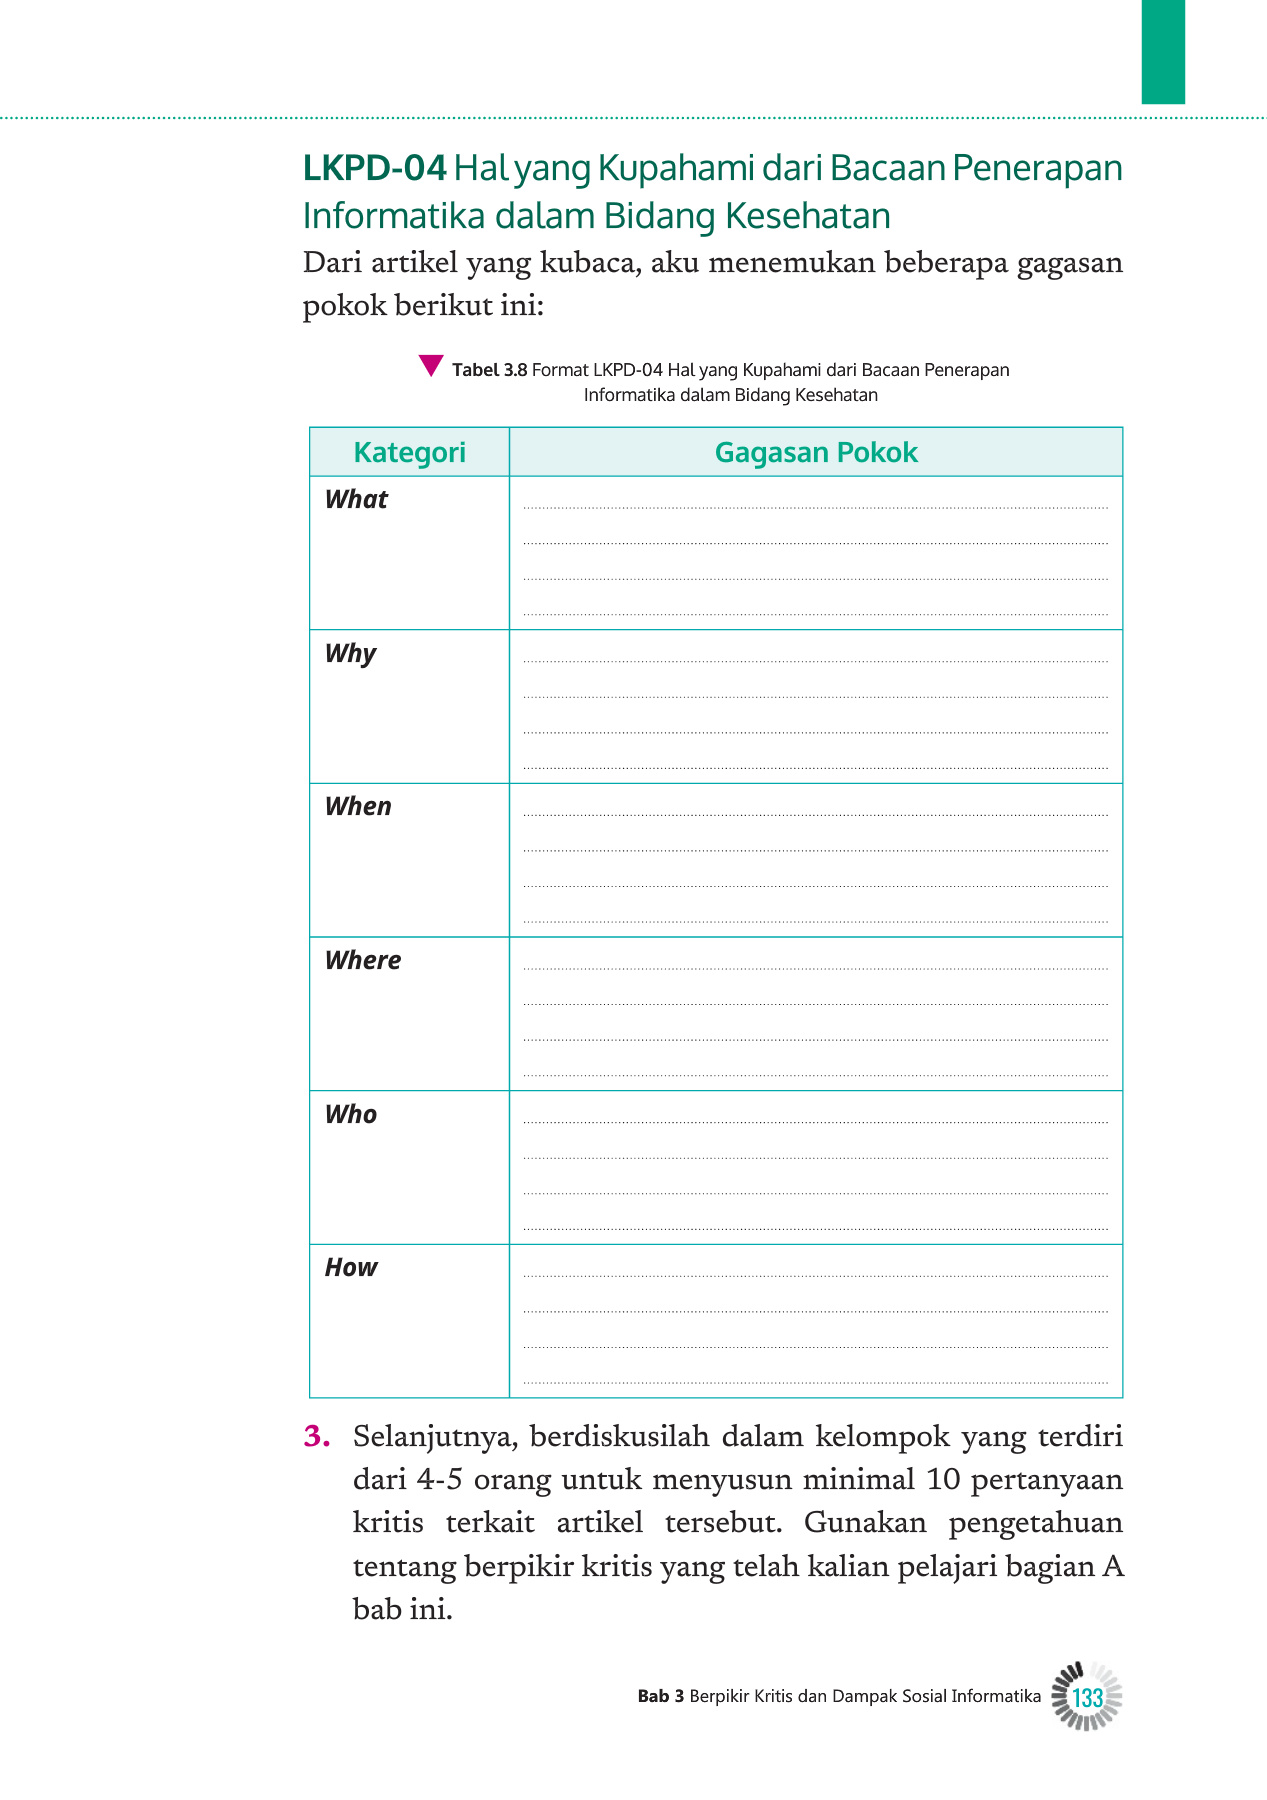 LKPD-04 Hal yang Kupahami dari Bacaan Penerapan
Informatika dalam Bidang Kesehatan
Dari artikel yang kubaca, aku menemukan beberapa gagasan
pokok berikut ini:
Tabel 3.8 Format LKPD-04 Hal yang Kupahami dari Bacaan Penerapan
Informatika dalam Bidang Kesehatan
Kategori Gagasan Pokok
What
Why
When
Where
Who
How
3. Selanjutnya, berdiskusilah dalam kelompok yang terdiri
dari 4-5 orang untuk menyusun minimal 10 pertanyaan
kritis terkait artikel tersebut. Gunakan pengetahuan
tentang berpikir kritis yang telah kalian pelajari bagian A
bab ini.
Bab 3 Berpikir Kritis dan Dampak Sosial Informatika 133